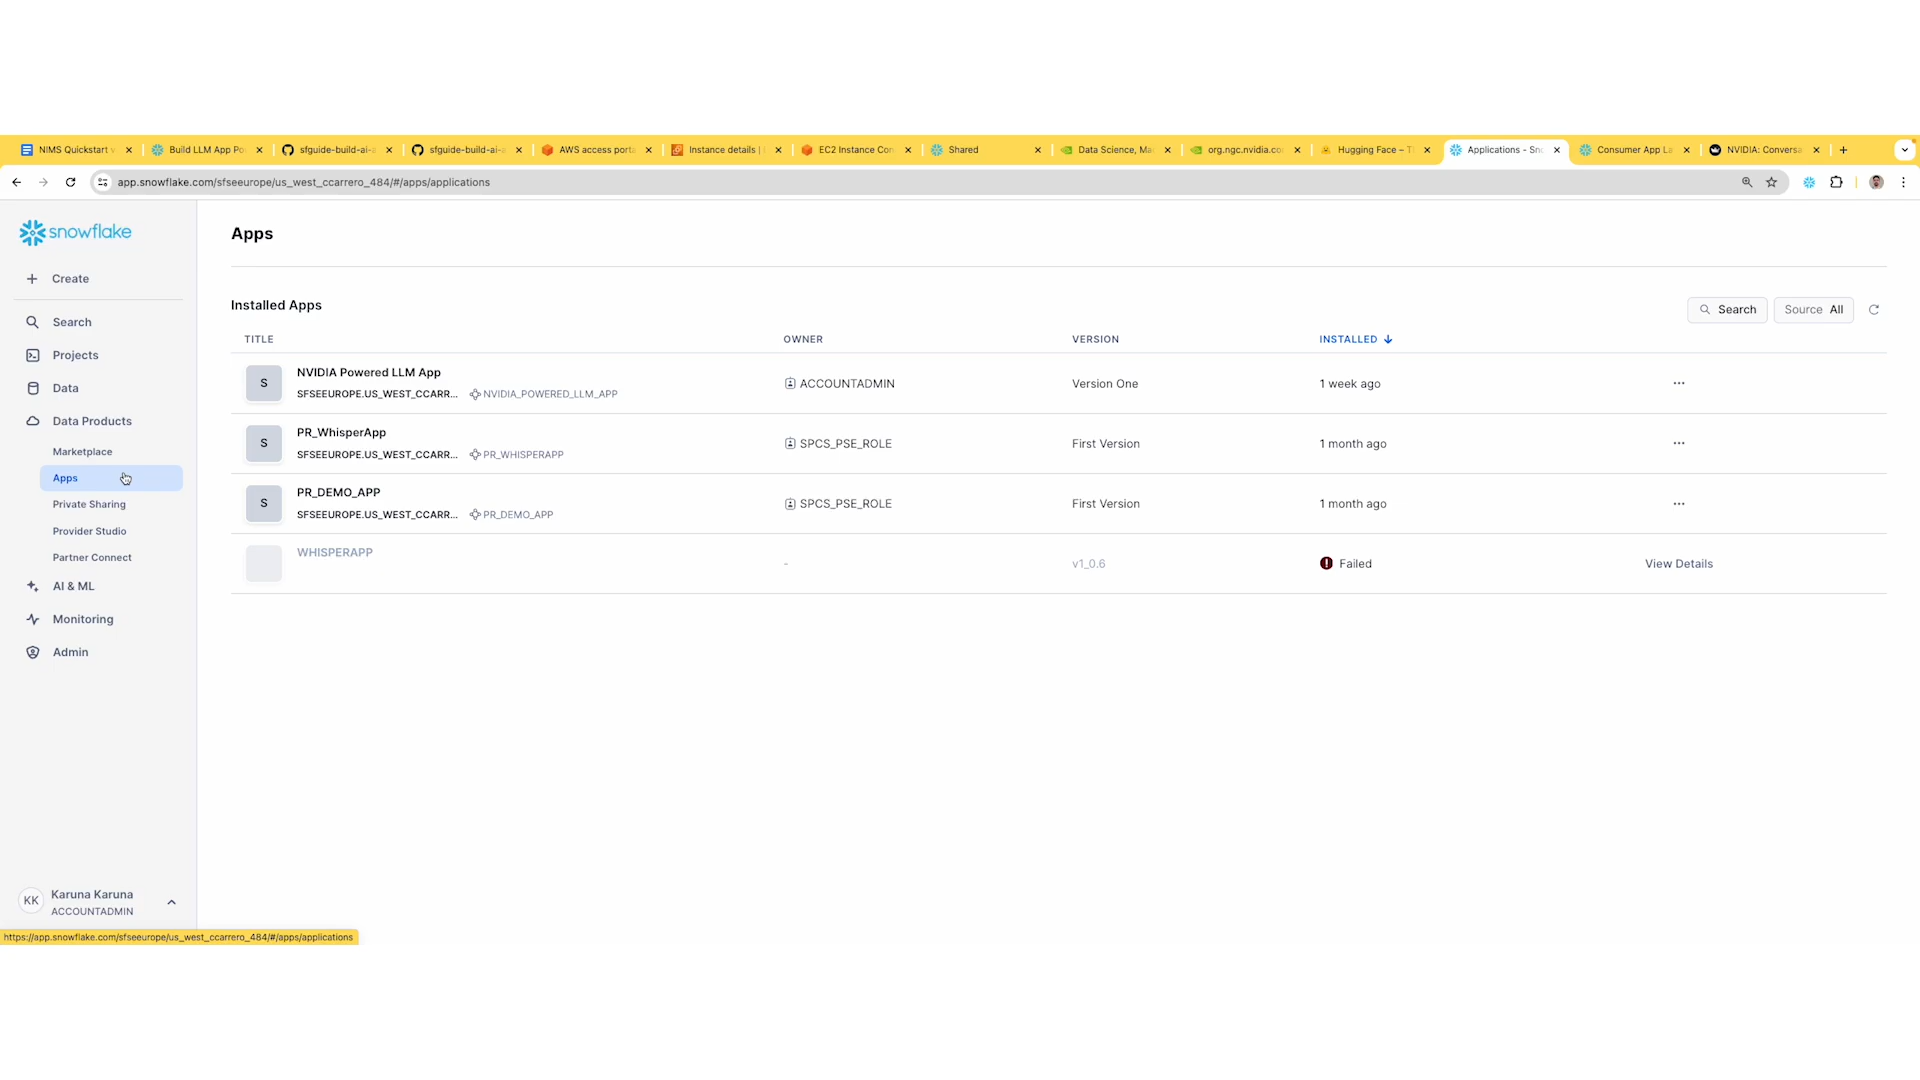 NIMS Quickstart
Build LLM App Po
sfguide-build-ai-a
sfguide-build-ai-a
AWS access porta
Instance details |
EC2 Instance Con
Shared
Data Science, Ma
org.ngc.nvidia.co
Hugging Face – T
Applications - Sno
Consumer App La
NVIDIA: Conversa
app.snowflake.com/sfseeurope/us_west_ccarrero_484/#/apps/applications
snowflake
Create
Search
Projects
Data
Data Products
Marketplace
Apps
Private Sharing
Provider Studio
Partner Connect
AI & ML
Monitoring
Admin
KK
Karuna Karuna
ACCOUNTADMIN
https://app.snowflake.com/sfseeurope/us_west_ccarrero_484/#/apps/applications
Apps
Installed Apps
Search
Source All
TITLE OWNER VERSION INSTALLED
S
NVIDIA Powered LLM App
SFSEEUROPE.US_WEST_CCARR... NVIDIA_POWERED_LLM_APP
ACCOUNTADMIN
Version One
1 week ago
S
PR_WhisperApp
SFSEEUROPE.US_WEST_CCARR... PR_WHISPERAPP
SPCS_PSE_ROLE
First Version
1 month ago
S
PR_DEMO_APP
SFSEEUROPE.US_WEST_CCARR... PR_DEMO_APP
SPCS_PSE_ROLE
First Version
1 month ago
WHISPERAPP
-
v1_0.6
Failed
View Details